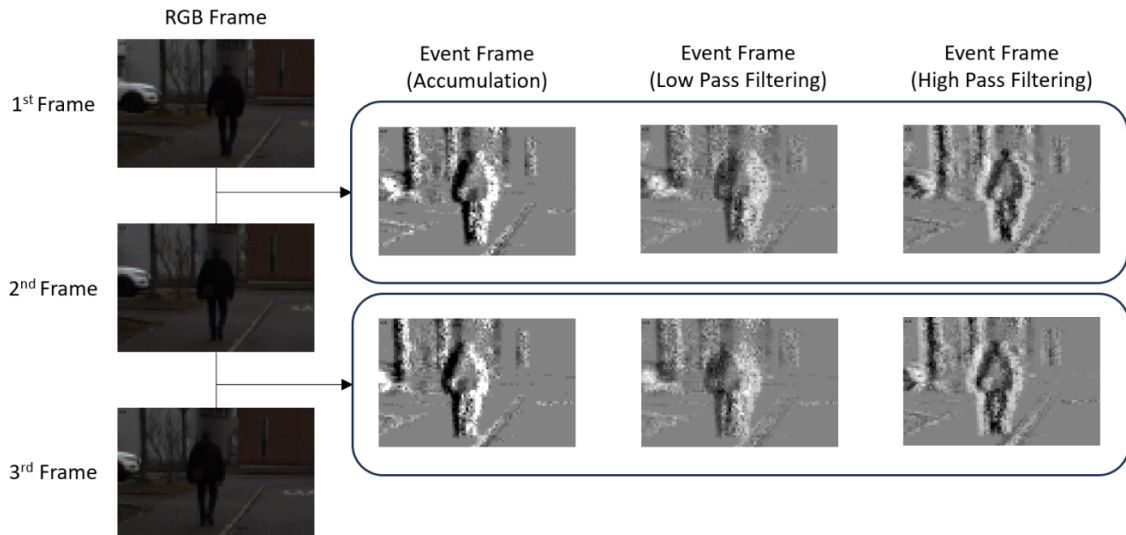 RGB Frame
Event Frame
(Accumulation)
Event Frame
(Low Pass Filtering)
Event Frame
(High Pass Filtering)
1st Frame
2nd Frame
3rd Frame